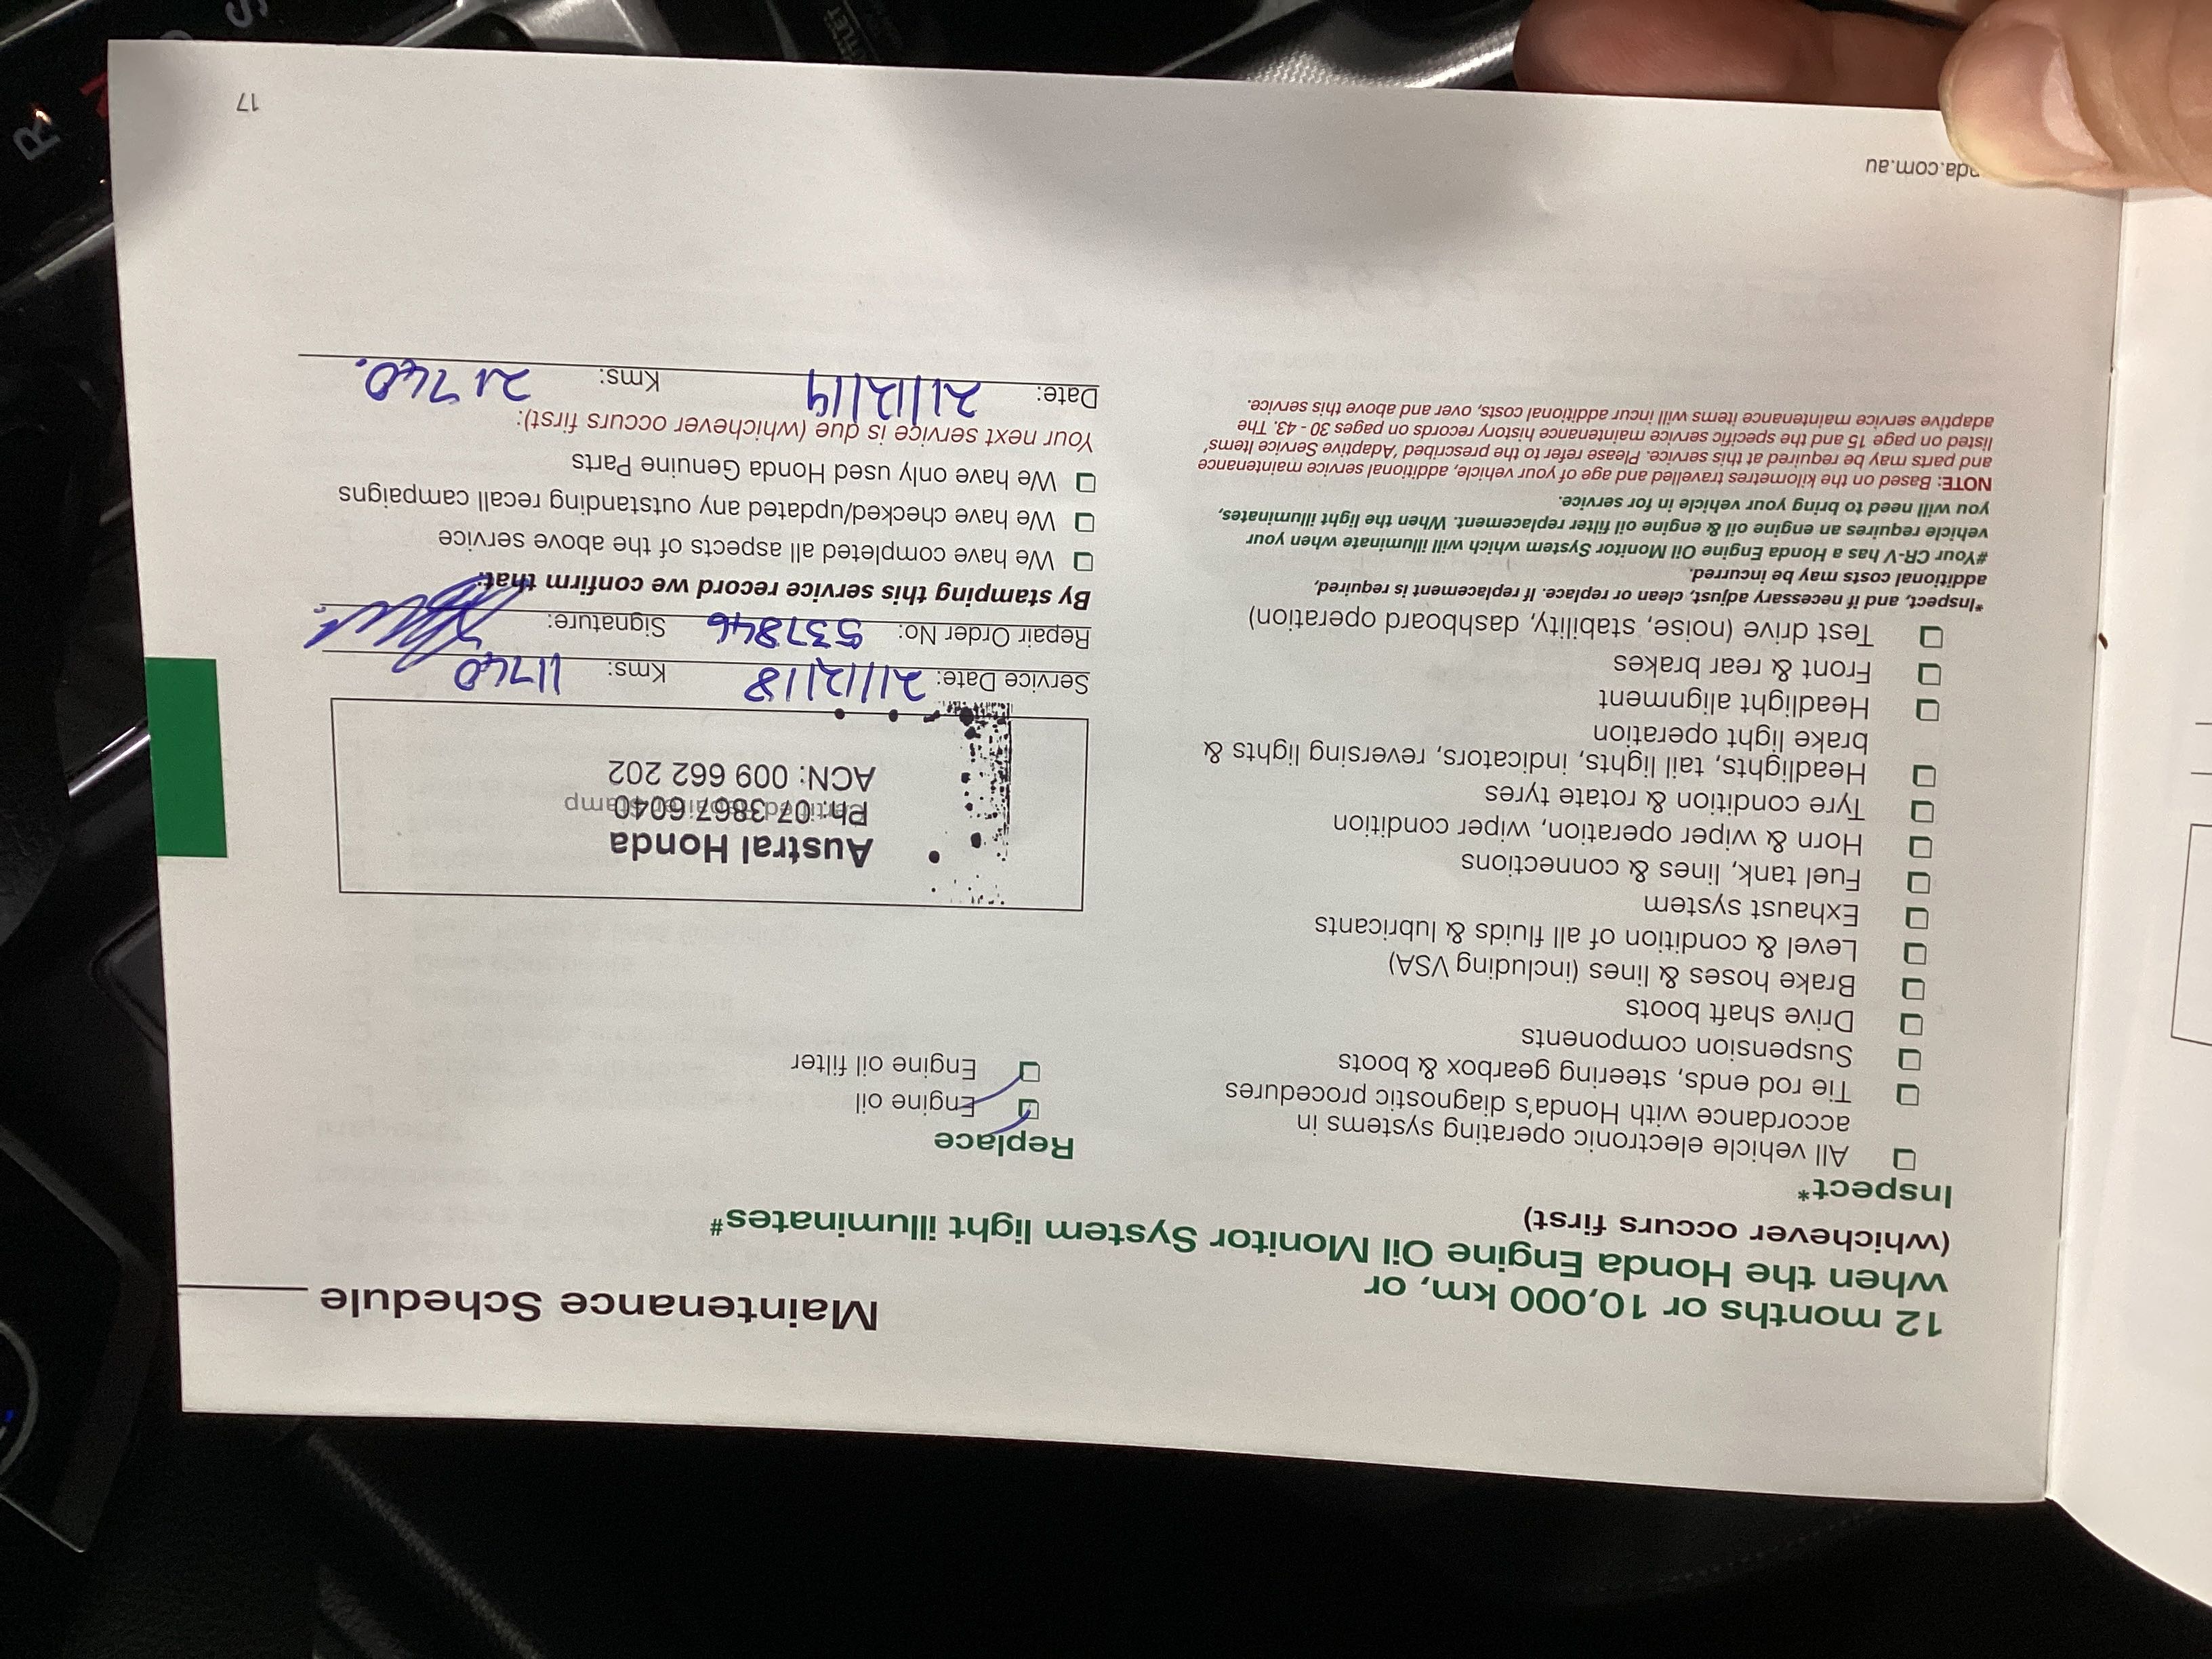 Maintenance Schedule
12 months or 10,000 km, or
when the Honda Engine Oil Monitor System light illuminates#
(whichever occurs first)
Inspect*
All vehicle electronic operating systems in
accordance with Honda's diagnostic procedures
Tie rod ends, steering gearbox & boots
Suspension components
Drive shaft boots
Brake hoses & lines (including VSA)
Level & condition of all fluids & lubricants
Exhaust system
Fuel tank, lines & connections
Horn & wiper operation, wiper condition
Tyre condition & rotate tyres
Headlights, tail lights, indicators, reversing lights &
brake light operation
Headlight alignment
Front & rear brakes
Test drive (noise, stability, dashboard operation)
*Inspect, and if necessary adjust, clean or replace. If replacement is required,
additional costs may be incurred.
#Your CR-V has a Honda Engine Oil Monitor System which will illuminate when your
vehicle requires an engine oil & engine oil filter replacement. When the light illuminates,
you will need to bring your vehicle in for service.
NOTE: Based on the kilometres travelled and age of your vehicle, additional service maintenance
and parts may be required at this service. Please refer to the prescribed 'Adaptive Service Items'
listed on page 15 and the specific service maintenance history records on pages 30 - 43. The
adaptive service maintenance items will incur additional costs, over and above this service.
nda.com.au
Replace
Engine oil
Engine oil filter
Austral Honda
Ph: 07 3867 6040
ACN: 009 662 202
Service Date: 21/12/18 Kms: 11740
Repair Order No: 537846 Signature:
By stamping this service record we confirm that:
We have completed all aspects of the above service
We have checked/updated any outstanding recall campaigns
We have only used Honda Genuine Parts
Your next service is due (whichever occurs first):
Date: 21/12/19 Kms: 21740.
17
R
S